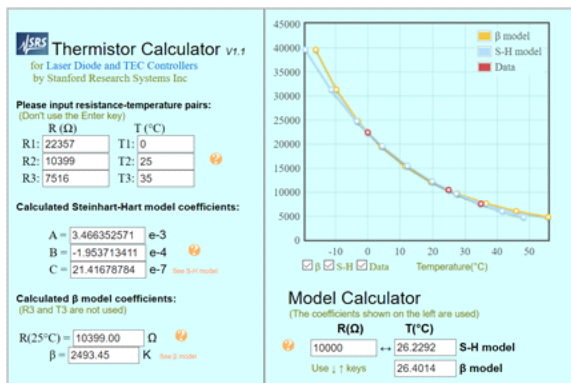 SRS Thermistor Calculator V1.1
for Laser Diode and TEC Controllers
by Stanford Research Systems Inc
Please input resistance-temperature pairs:
(Don't use the Enter key)
R (Ω) T (°C)
R1: 22357 T1: 0
R2: 10399 T2: 25
R3: 7516 T3: 35
Calculated Steinhart-Hart model coefficients:
A = 3.466352571 e-3
B = -1.953713411 e-4
C = 21.41678784 e-7 See S-H model
Calculated β model coefficients:
(R3 and T3 are not used)
R(25°C) = 10399.00 Ω
β = 2493.45 K See β model
45000
40000
35000
30000
25000
20000
15000
10000
5000
0
β model
S-H model
Data
-10 0 10 20 30 40 50
β S-H Data Temperature(°C)
Model Calculator
(The coefficients shown on the left are used)
R(Ω) T(°C)
10000 ↔ 26.2292 S-H model
Use ↓ ↑ keys 26.4014 β model